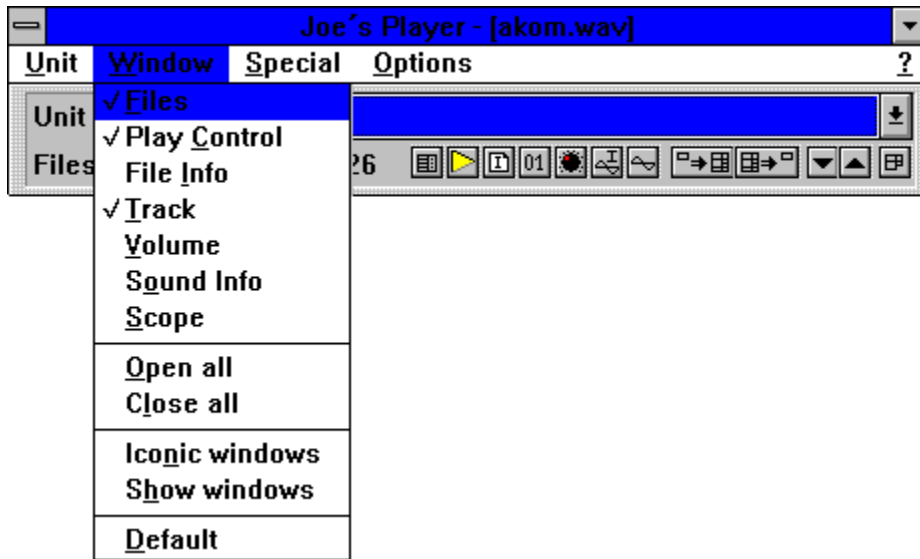 Joe´s Player - [akom.wav]
Unit Window Special Options ?
Unit
Files 26 01
√ Files
√ Play Control
File Info
√ Track
Volume
Sound Info
Scope
Open all
Close all
Iconic windows
Show windows
Default